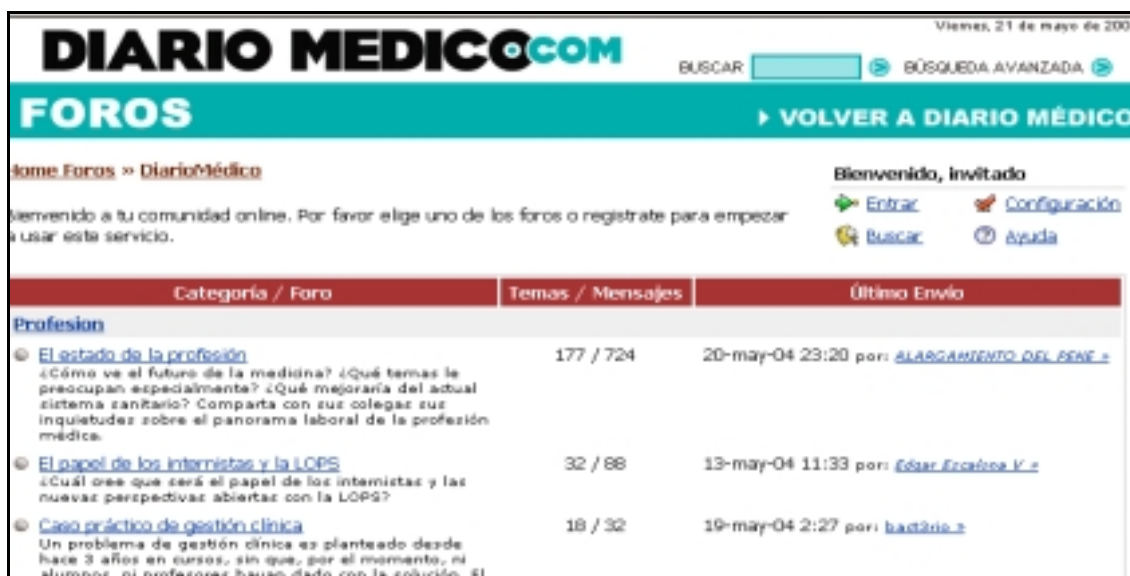 Viernes, 21 de mayo de 200
DIARIO MEDICO.COM
BUSCAR BÚSQUEDA AVANZADA
FOROS VOLVER A DIARIO MÉDICO
Home Foros » DiarioMédico
Bienvenido, invitado
Bienvenido a tu comunidad online. Por favor elige uno de los foros o registrate para empezar
a usar este servicio.
Entrar Configuración
Buscar Ayuda
Categoría / Foro Temas / Mensajes Último Envío
Profesion
El estado de la profesión 177 / 724 20-may-04 23:20 por: ALARGAMIENTO DEL PENE »
¿Cómo ve el futuro de la medicina? ¿Qué temas le
preocupan especialmente? ¿Qué mejoraría del actual
sistema sanitario? Comparta con sus colegas sus
inquietudes sobre el panorama laboral de la profesión
médica.
El papel de los internistas y la LOPS 32 / 88 13-may-04 11:33 por: Edgar Escalona V »
¿Cuál cree que será el papel de los internistas y las
nuevas perspectivas abiertas con la LOPS?
Caso práctico de gestión clínica 18 / 32 19-may-04 2:27 por: bact3rio »
Un problema de gestión clínica es planteado desde
hace 3 años en cursos, sin que, por el momento, ni
alumnos, ni profesores hayan dado con la solución. El